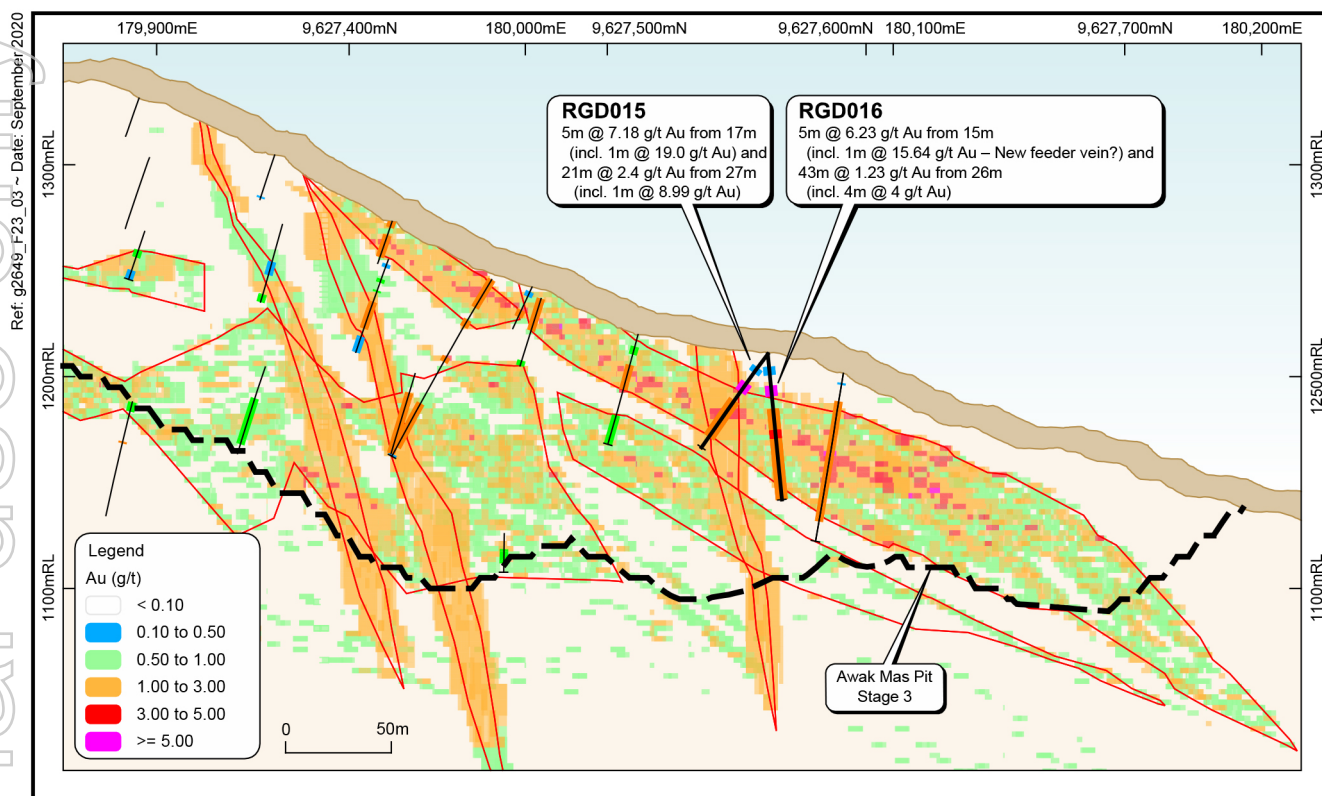 179,900mE
9,627,400mN
180,000mE
9,627,500mN
9,627,600mN
180,100mE
9,627,700mN
180,200mE
Ref: g2649_F23_03 ~ Date: September 2020
1300mRL
1200mRL
1100mRL
1300mRL
12500mRL
1100mRL
RGD015
5m @ 7.18 g/t Au from 17m
(incl. 1m @ 19.0 g/t Au) and
21m @ 2.4 g/t Au from 27m
(incl. 1m @ 8.99 g/t Au)
RGD016
5m @ 6.23 g/t Au from 15m
(incl. 1m @ 15.64 g/t Au – New feeder vein?) and
43m @ 1.23 g/t Au from 26m
(incl. 4m @ 4 g/t Au)
Legend
Au (g/t)
< 0.10
0.10 to 0.50
0.50 to 1.00
1.00 to 3.00
3.00 to 5.00
>= 5.00
0
50m
Awak Mas Pit
Stage 3